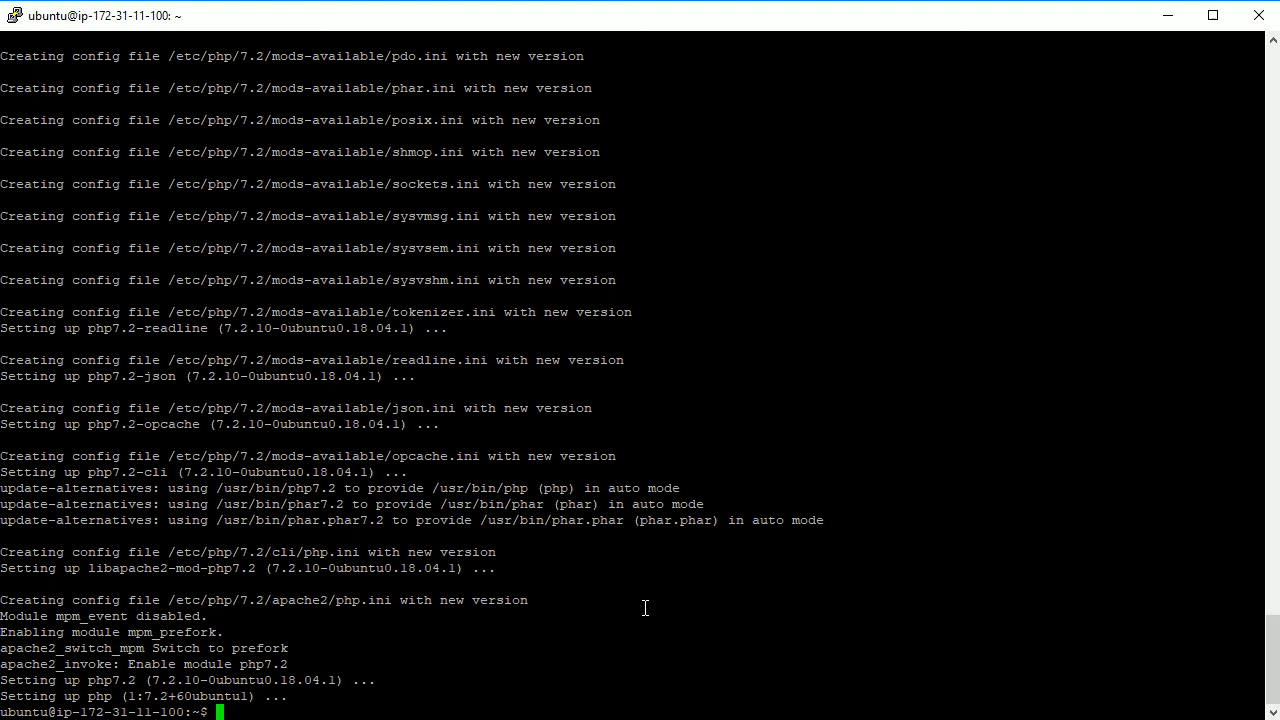 ubuntu@ip-172-31-11-100: ~
Creating config file /etc/php/7.2/mods-available/pdo.ini with new version
Creating config file /etc/php/7.2/mods-available/phar.ini with new version
Creating config file /etc/php/7.2/mods-available/posix.ini with new version
Creating config file /etc/php/7.2/mods-available/shmop.ini with new version
Creating config file /etc/php/7.2/mods-available/sockets.ini with new version
Creating config file /etc/php/7.2/mods-available/sysvmsg.ini with new version
Creating config file /etc/php/7.2/mods-available/sysvsem.ini with new version
Creating config file /etc/php/7.2/mods-available/sysvshm.ini with new version
Creating config file /etc/php/7.2/mods-available/tokenizer.ini with new version
Setting up php7.2-readline (7.2.10-0ubuntu0.18.04.1) ...
Creating config file /etc/php/7.2/mods-available/readline.ini with new version
Setting up php7.2-json (7.2.10-0ubuntu0.18.04.1) ...
Creating config file /etc/php/7.2/mods-available/json.ini with new version
Setting up php7.2-opcache (7.2.10-0ubuntu0.18.04.1) ...
Creating config file /etc/php/7.2/mods-available/opcache.ini with new version
Setting up php7.2-cli (7.2.10-0ubuntu0.18.04.1) ...
update-alternatives: using /usr/bin/php7.2 to provide /usr/bin/php (php) in auto mode
update-alternatives: using /usr/bin/phar7.2 to provide /usr/bin/phar (phar) in auto mode
update-alternatives: using /usr/bin/phar.phar7.2 to provide /usr/bin/phar.phar (phar.phar) in auto mode
Creating config file /etc/php/7.2/cli/php.ini with new version
Setting up libapache2-mod-php7.2 (7.2.10-0ubuntu0.18.04.1) ...
Creating config file /etc/php/7.2/apache2/php.ini with new version
Module mpm_event disabled.
Enabling module mpm_prefork.
apache2_switch_mpm Switch to prefork
apache2_invoke: Enable module php7.2
Setting up php7.2 (7.2.10-0ubuntu0.18.04.1) ...
Setting up php (1:7.2+60ubuntu1) ...
ubuntu@ip-172-31-11-100:~$